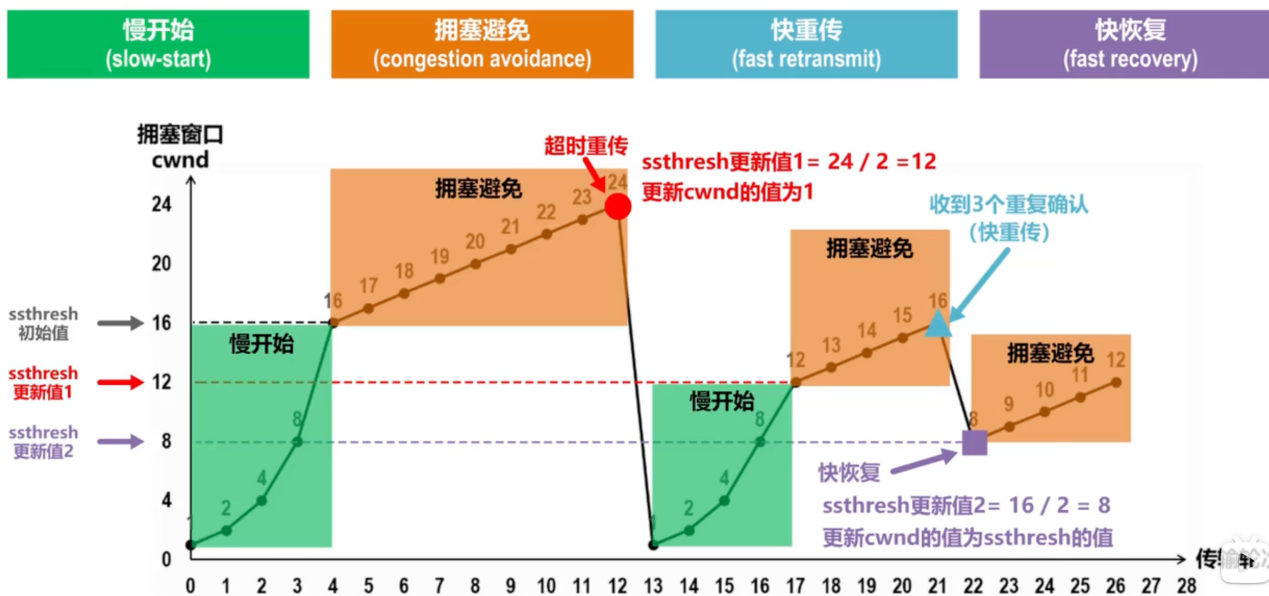 慢开始
(slow-start)
拥塞避免
(congestion avoidance)
快重传
(fast retransmit)
快恢复
(fast recovery)
拥塞窗口
cwnd
24
20
16
12
8
4
0
ssthresh
初始值
ssthresh
更新值1
ssthresh
更新值2
慢开始
2
4
8
16
拥塞避免
17
18
19
20
21
22
23
24
超时重传
ssthresh更新值1= 24 / 2 =12
更新cwnd的值为1
慢开始
1
2
4
8
12
拥塞避免
13
14
15
16
收到3个重复确认
（快重传）
拥塞避免
8
9
10
11
12
快恢复
ssthresh更新值2= 16 / 2 = 8
更新cwnd的值为ssthresh的值
0 1 2 3 4 5 6 7 8 9 10 11 12 13 14 15 16 17 18 19 20 21 22 23 24 25 26 27 28
传输轮次